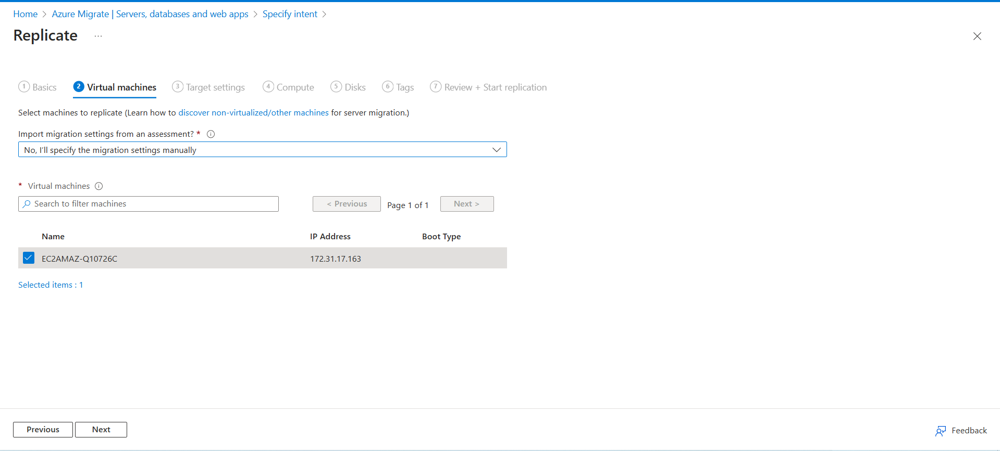 Home > Azure Migrate | Servers, databases and web apps > Specify intent >
Replicate ...
1 Basics 2 Virtual machines 3 Target settings 4 Compute 5 Disks 6 Tags 7 Review + Start replication
Select machines to replicate (Learn how to discover non-virtualized/other machines for server migration.)
Import migration settings from an assessment? *
No, I'll specify the migration settings manually
* Virtual machines
Search to filter machines < Previous Page 1 of 1 Next >
Name IP Address Boot Type
EC2AMAZ-Q10726C 172.31.17.163
Selected items : 1
Previous Next Feedback